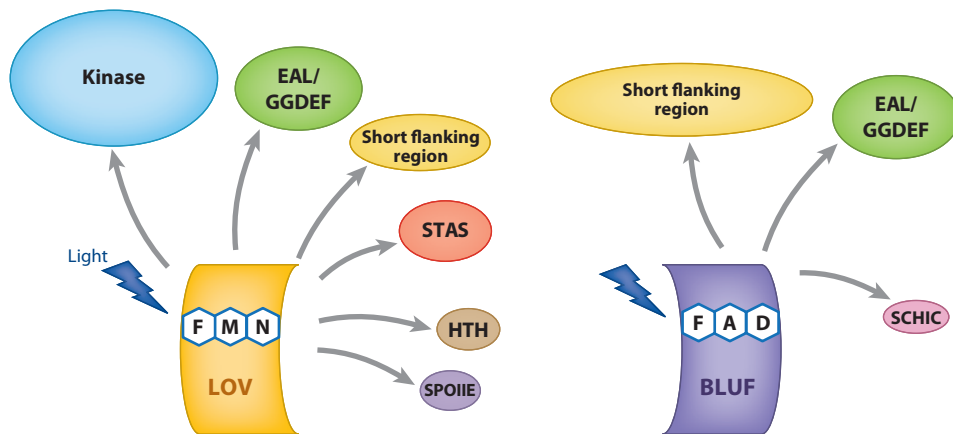 Kinase
EAL/
GGDEF
Short flanking
region
STAS
Light
F M N
HTH
LOV
SPOIIE
Short flanking
region
EAL/
GGDEF
F A D
SCHIC
BLUF